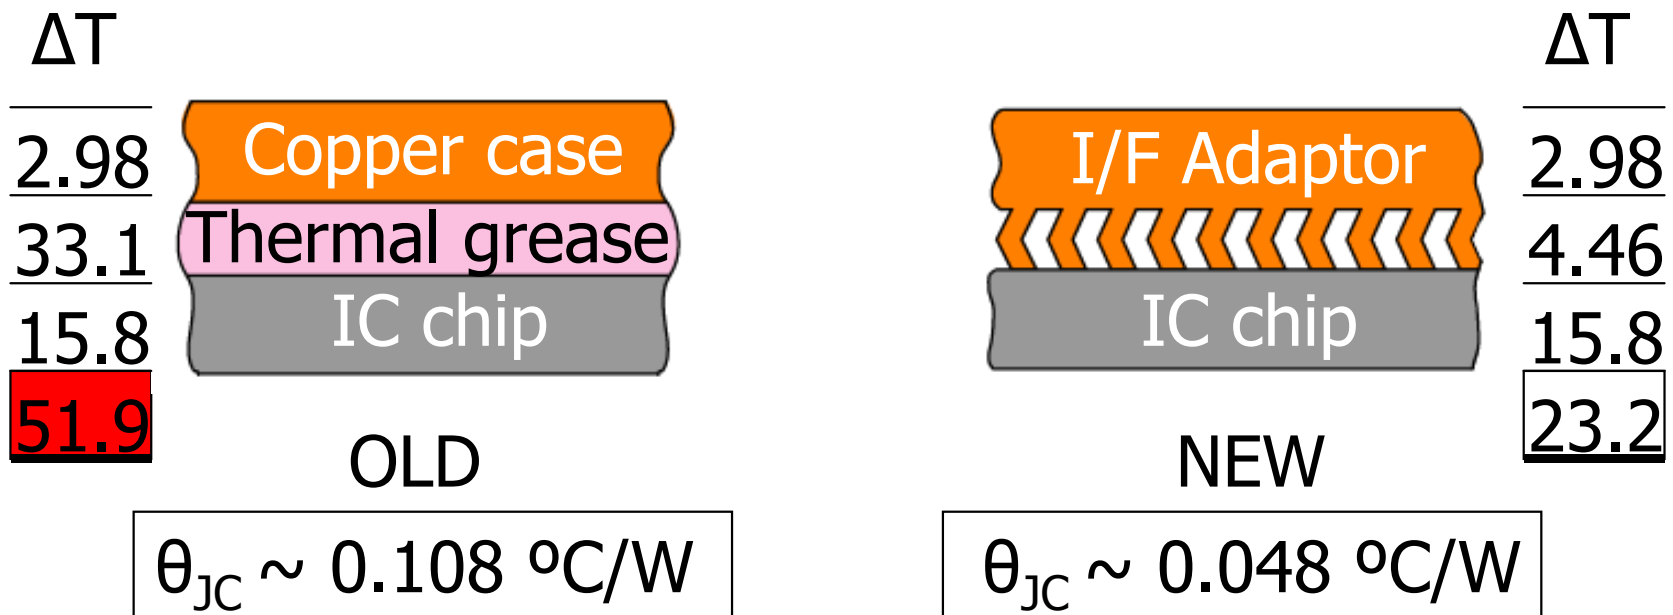 ΔT
2.98
33.1
15.8
51.9
Copper case
Thermal grease
IC chip
OLD
θJC ~ 0.108 ºC/W
I/F Adaptor
IC chip
NEW
θJC ~ 0.048 ºC/W
ΔT
2.98
4.46
15.8
23.2